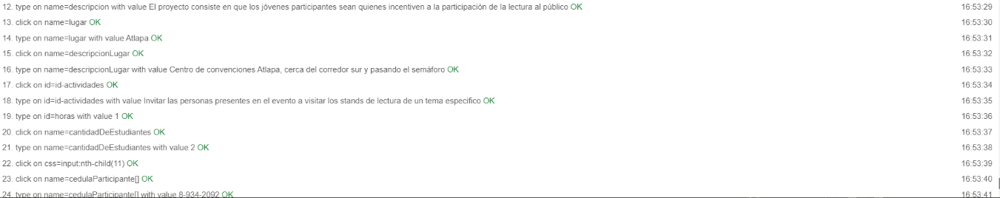 12. type on name=descripcion with value El proyecto consiste en que los jóvenes participantes sean quienes incentiven a la participación de la lectura al público OK 16:53:29
13. click on name=lugar OK 16:53:30
14. type on name=lugar with value Atlapa OK 16:53:31
15. click on name=descripcionLugar OK 16:53:32
16. type on name=descripcionLugar with value Centro de convenciones Atlapa, cerca del corredor sur y pasando el semáforo OK 16:53:33
17. click on id=id-actividades OK 16:53:34
18. type on id=id-actividades with value Invitar las personas presentes en el evento a visitar los stands de lectura de un tema especifico OK 16:53:35
19. type on id=horas with value 1 OK 16:53:36
20. click on name=cantidadDeEstudiantes OK 16:53:37
21. type on name=cantidadDeEstudiantes with value 2 OK 16:53:38
22. click on css=input:nth-child(11) OK 16:53:39
23. click on name=cedulaParticipante[] OK 16:53:40
24. type on name=cedulaParticipante[] with value 8-934-2092 OK 16:53:41